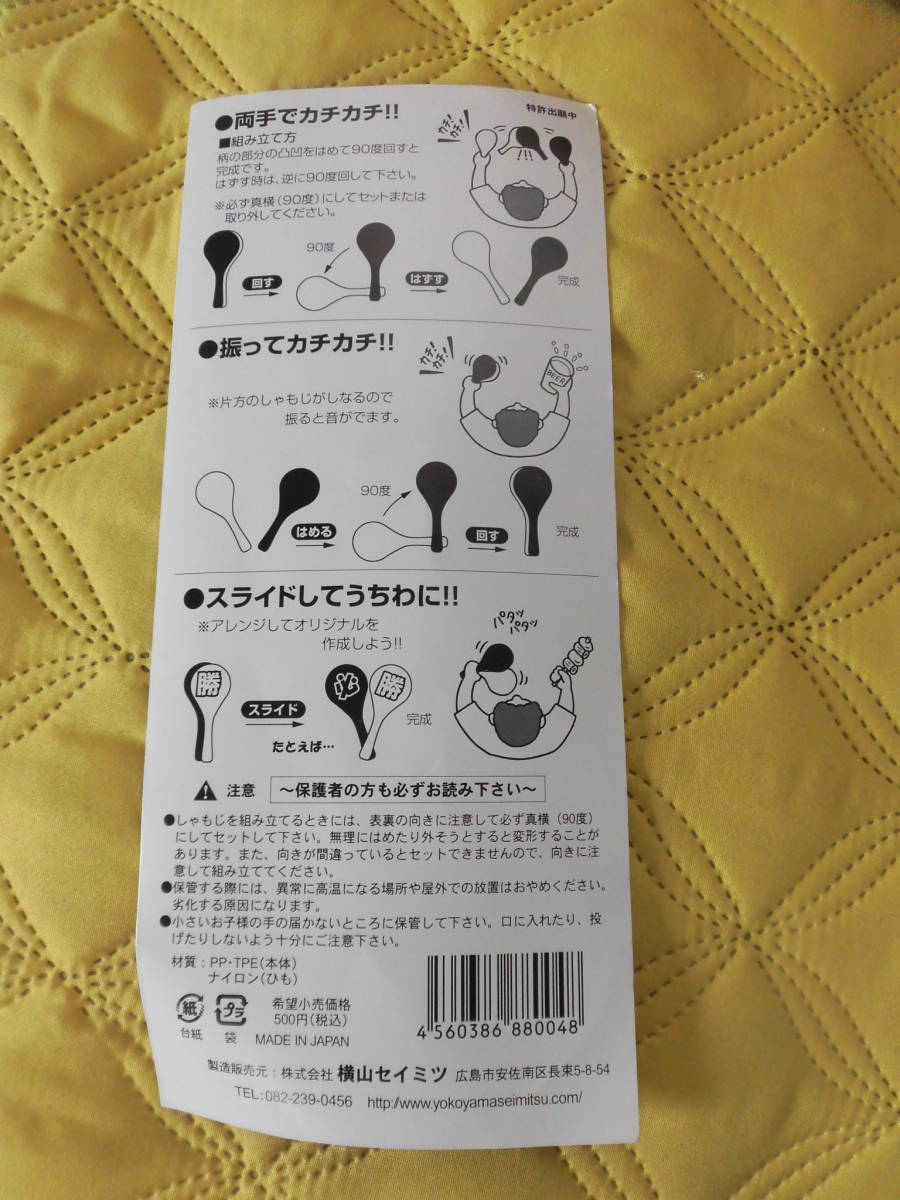 ●両手でカチカチ!!
特許出願中
■組み立て方
柄の部分の凸凹をはめて90度回すと
完成です。
はずす時は、逆に90度回して下さい。
※必ず真横(90度)にしてセットまたは
取り外してください。
カチ!
カチ!
回す
90度
はずす
完成
●振ってカチカチ!!
カチ!
カチ!
BEER
※片方のしゃもじがしなるので
振ると音がでます。
はめる
90度
回す
完成
●スライドしてうちわに!!
※アレンジしてオリジナルを
作成しよう!!
パタッ
パタッ
勝
スライド
たとえば…
必
勝
完成
注意 〜保護者の方も必ずお読み下さい〜
●しゃもじを組み立てるときには、表裏の向きに注意して必ず真横(90度)
にしてセットして下さい。無理にはめたり外そうとすると変形することが
あります。また、向きが間違っているとセットできませんので、向きに注
意して組み立ててください。
●保管する際には、異常に高温になる場所や屋外での放置はおやめください。
劣化する原因になります。
●小さいお子様の手の届かないところに保管して下さい。口に入れたり、投
げたりしないよう十分にご注意下さい。
材質:PP・TPE(本体)
ナイロン(ひも)
紙
台紙
プラ
袋
希望小売価格
500円(税込)
MADE IN JAPAN
4560386880048
製造販売元:株式会社 横山セイミツ 広島市安佐南区長束5-8-54
TEL:082-239-0456 http://www.yokoyamaseimitsu.com/